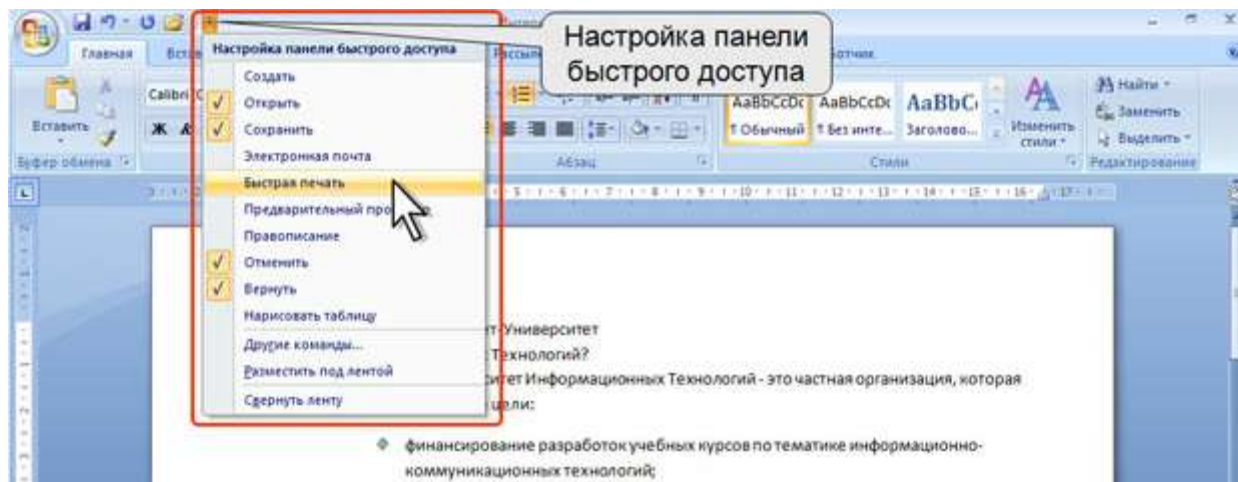 Настройка панели
быстрого доступа
Главная
Calibri
Вставить
Буфер обмена
Абзац
AaBbCcDc AaBbCcDc AaBbC
¶ Обычный ¶ Без инте... Заголово...
Стили
Изменить
стили
Найти
Заменить
Выделить
Редактирование
Настройка панели быстрого доступа
Создать
Открыть
Сохранить
Электронная почта
Быстрая печать
Предварительный
Правописание
Отменить
Вернуть
Нарисовать таблицу
Другие команды...
Разместить под лентой
Свернуть ленту
Университет
Технологий?
Информационных Технологий - это частная организация, которая
цели:
финансирование разработок учебных курсов по тематике информационно-
коммуникационных технологий;